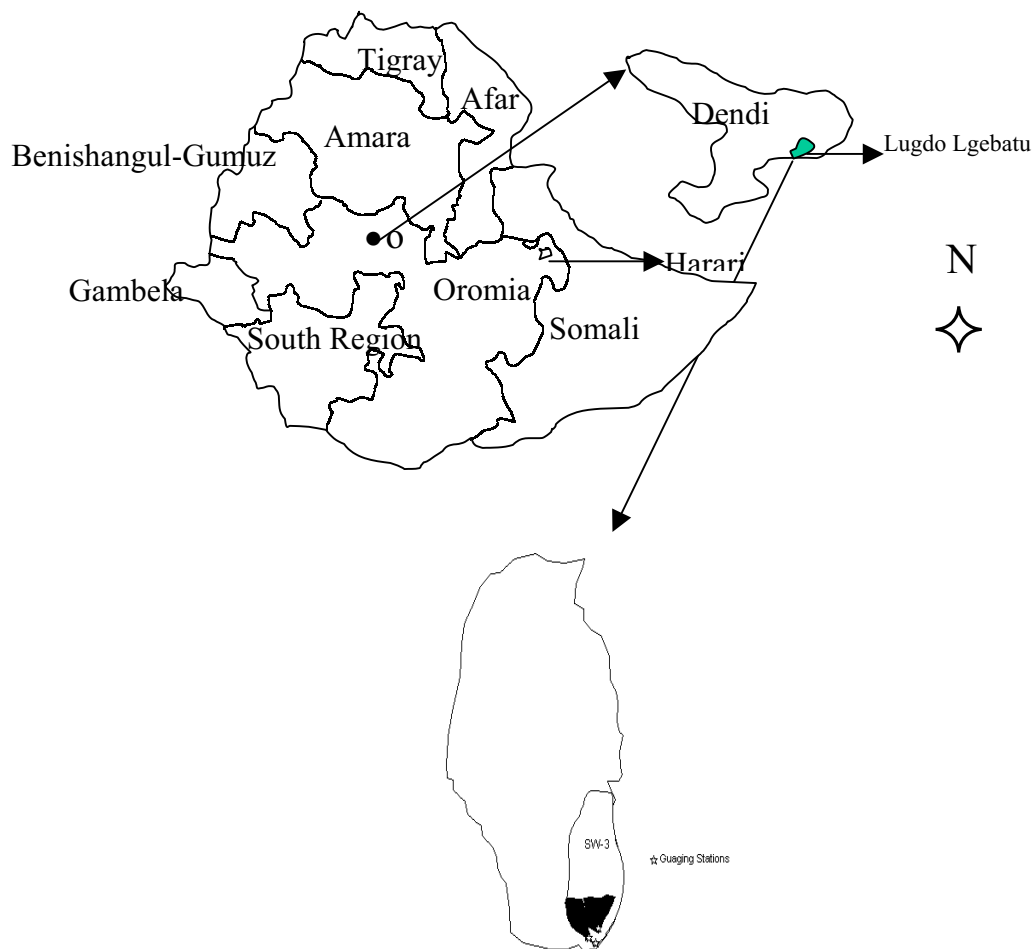 Tigray
Afar
Dendi
Amara
Lugdo Lgebatu
Benishangul-Gumuz
o
N
Harari
Gambela
Oromia
South Region
Somali
SW-3
Guaging Stations